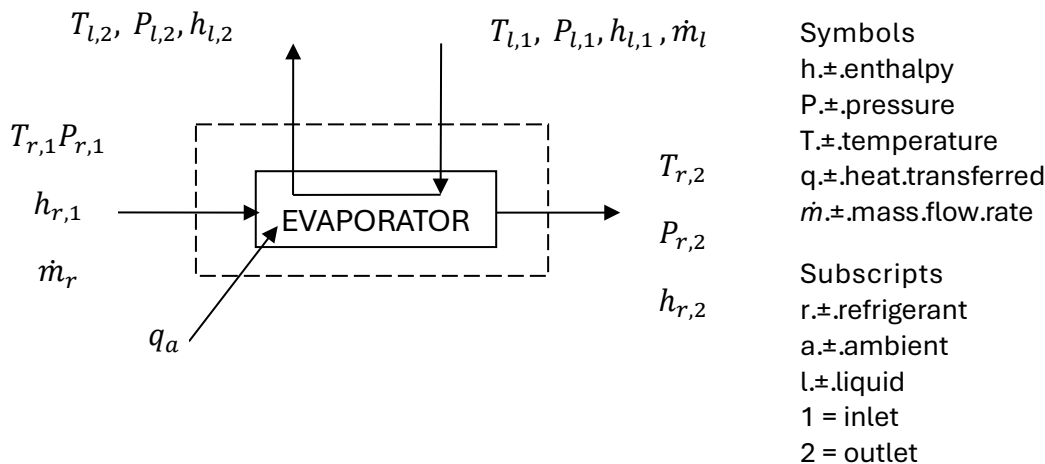 T_{l,2}, P_{l,2}, h_{l,2}
T_{l,1}, P_{l,1}, h_{l,1}, ṁ_l
T_{r,1}P_{r,1}
h_{r,1}
ṁ_r
EVAPORATOR
q_a
T_{r,2}
P_{r,2}
h_{r,2}
Symbols
h.±.enthalpy
P.±.pressure
T.±.temperature
q.±.heat.transferred
ṁ.±.mass.flow.rate
Subscripts
r.±.refrigerant
a.±.ambient
l.±.liquid
1 = inlet
2 = outlet